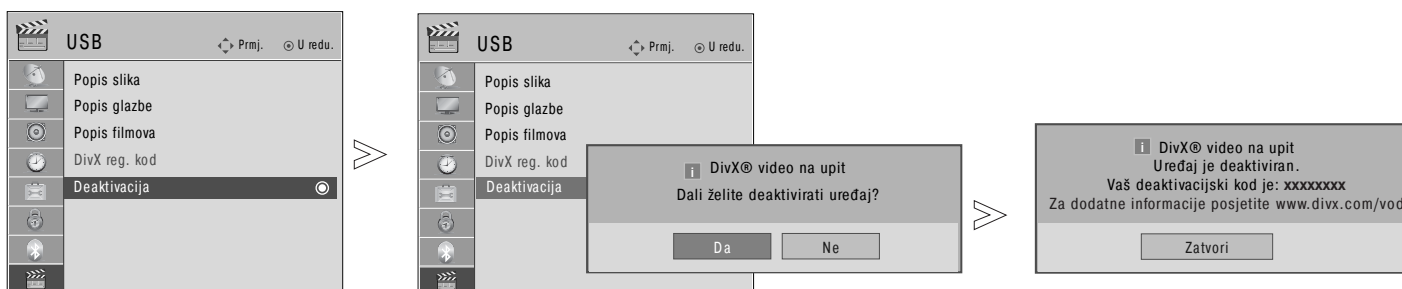 USB
Prmj.
U redu.
Popis slika
Popis glazbe
Popis filmova
DivX reg. kod
Deaktivacija
USB
Prmj.
U redu.
Popis slika
Popis glazbe
Popis filmova
DivX reg. kod
Deaktivacija
i DivX® video na upit
Dali želite deaktivirati uređaj?
Da
Ne
i DivX® video na upit
Uređaj je deaktiviran.
Vaš deaktivacijski kod je: xxxxxxxx
Za dodatne informacije posjetite www.divx.com/vod
Zatvori